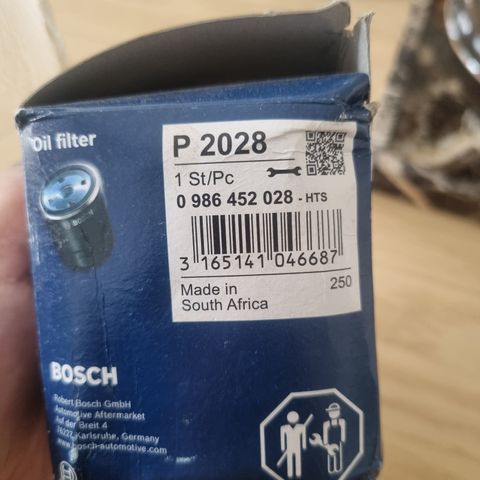 Oil filter
P 2028
1 St/Pc
0 986 452 028 - HTS
3 165141 046687
Made in
South Africa
250
BOSCH
Robert Bosch GmbH
Automotive Aftermarket
Auf der Breit 4
76227 Karlsruhe, Germany
www.bosch-automotive.com